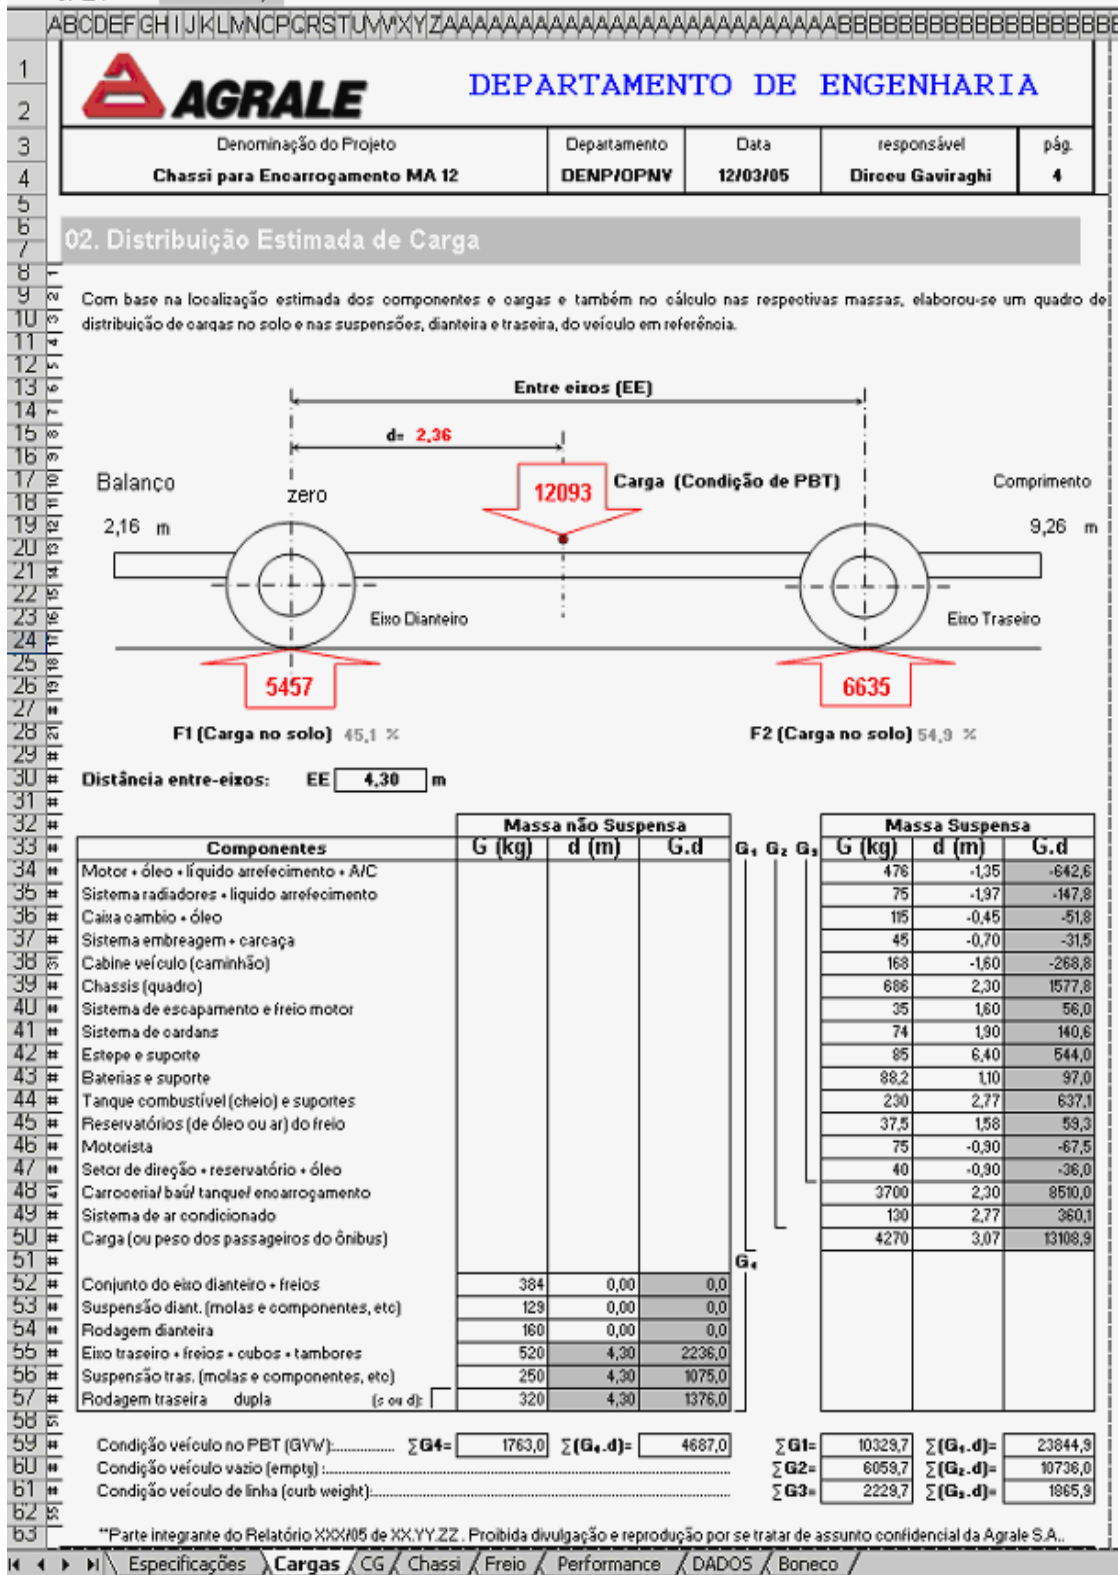 AGRALE
DEPARTAMENTO DE ENGENHARIA
Denominação do Projeto Departamento Data responsável pág.
Chassi para Encarroçamento MA 12 DENP/OPNV 12/03/05 Dirceu Gaviraghi 4
02. Distribuição Estimada de Carga
Com base na localização estimada dos componentes e cargas e também no cálculo nas respectivas massas, elaborou-se um quadro de
distribuição de cargas no solo e nas suspensões, dianteira e traseira, do veículo em referência.
Entre eixos (EE)
d= 2,36
Balanço zero 12093 Carga (Condição de PBT) Comprimento
2,16 m 9,26 m
Eixo Dianteiro Eixo Traseiro
5457 6635
F1 (Carga no solo) 45,1 % F2 (Carga no solo) 54,9 %
Distância entre-eixos: EE 4,30 m
Massa não Suspensa Massa Suspensa
Componentes G (kg) d (m) G.d G₁ G₂ G₃ G (kg) d (m) G.d
Motor + óleo + líquido arrefecimento + A/C 476 -1,35 -642,6
Sistema radiadores + liquido arrefecimento 75 -1,97 -147,8
Caixa cambio + óleo 115 -0,45 -51,8
Sistema embreagem + carcaça 45 -0,70 -31,5
Cabine veículo (caminhão) 168 -1,60 -268,8
Chassis (quadro) 686 2,30 1577,8
Sistema de escapamento e freio motor 35 1,60 56,0
Sistema de cardans 74 1,90 140,6
Estepe e suporte 85 6,40 544,0
Baterias e suporte 88,2 1,10 97,0
Tanque combustível (cheio) e suportes 230 2,77 637,1
Reservatórios (de óleo ou ar) do freio 37,5 1,58 59,3
Motorista 75 -0,90 -67,5
Setor de direção + reservatório + óleo 40 -0,90 -36,0
Carroceria/ baú/ tanque/ encarroçamento 3700 2,30 8510,0
Sistema de ar condicionado 130 2,77 360,1
Carga (ou peso dos passageiros do ônibus) 4270 3,07 13108,9
G₄
Conjunto do eixo dianteiro + freios 384 0,00 0,0
Suspensão diant. (molas e componentes, etc) 129 0,00 0,0
Rodagem dianteira 160 0,00 0,0
Eixo traseiro + freios + cubos + tambores 520 4,30 2236,0
Suspensão tras. (molas e componentes, etc) 250 4,30 1075,0
Rodagem traseira dupla (s ou d): 320 4,30 1376,0
Condição veículo no PBT (GVW):............... ∑G4= 1763,0 ∑(G₄.d)= 4687,0 ∑G1= 10329,7 ∑(G₁.d)= 23844,9
Condição veículo vazio (empty) :............... ∑G2= 6059,7 ∑(G₂.d)= 10736,0
Condição veículo de linha (curb weight):............... ∑G3= 2229,7 ∑(G₃.d)= 1865,9
"Parte integrante do Relatório XXX/05 de XX.YY.ZZ . Proibida divulgação e reprodução por se tratar de assunto confidencial da Agrale S.A..
Especificações Cargas CG Chassi Freio Performance DADOS Boneco